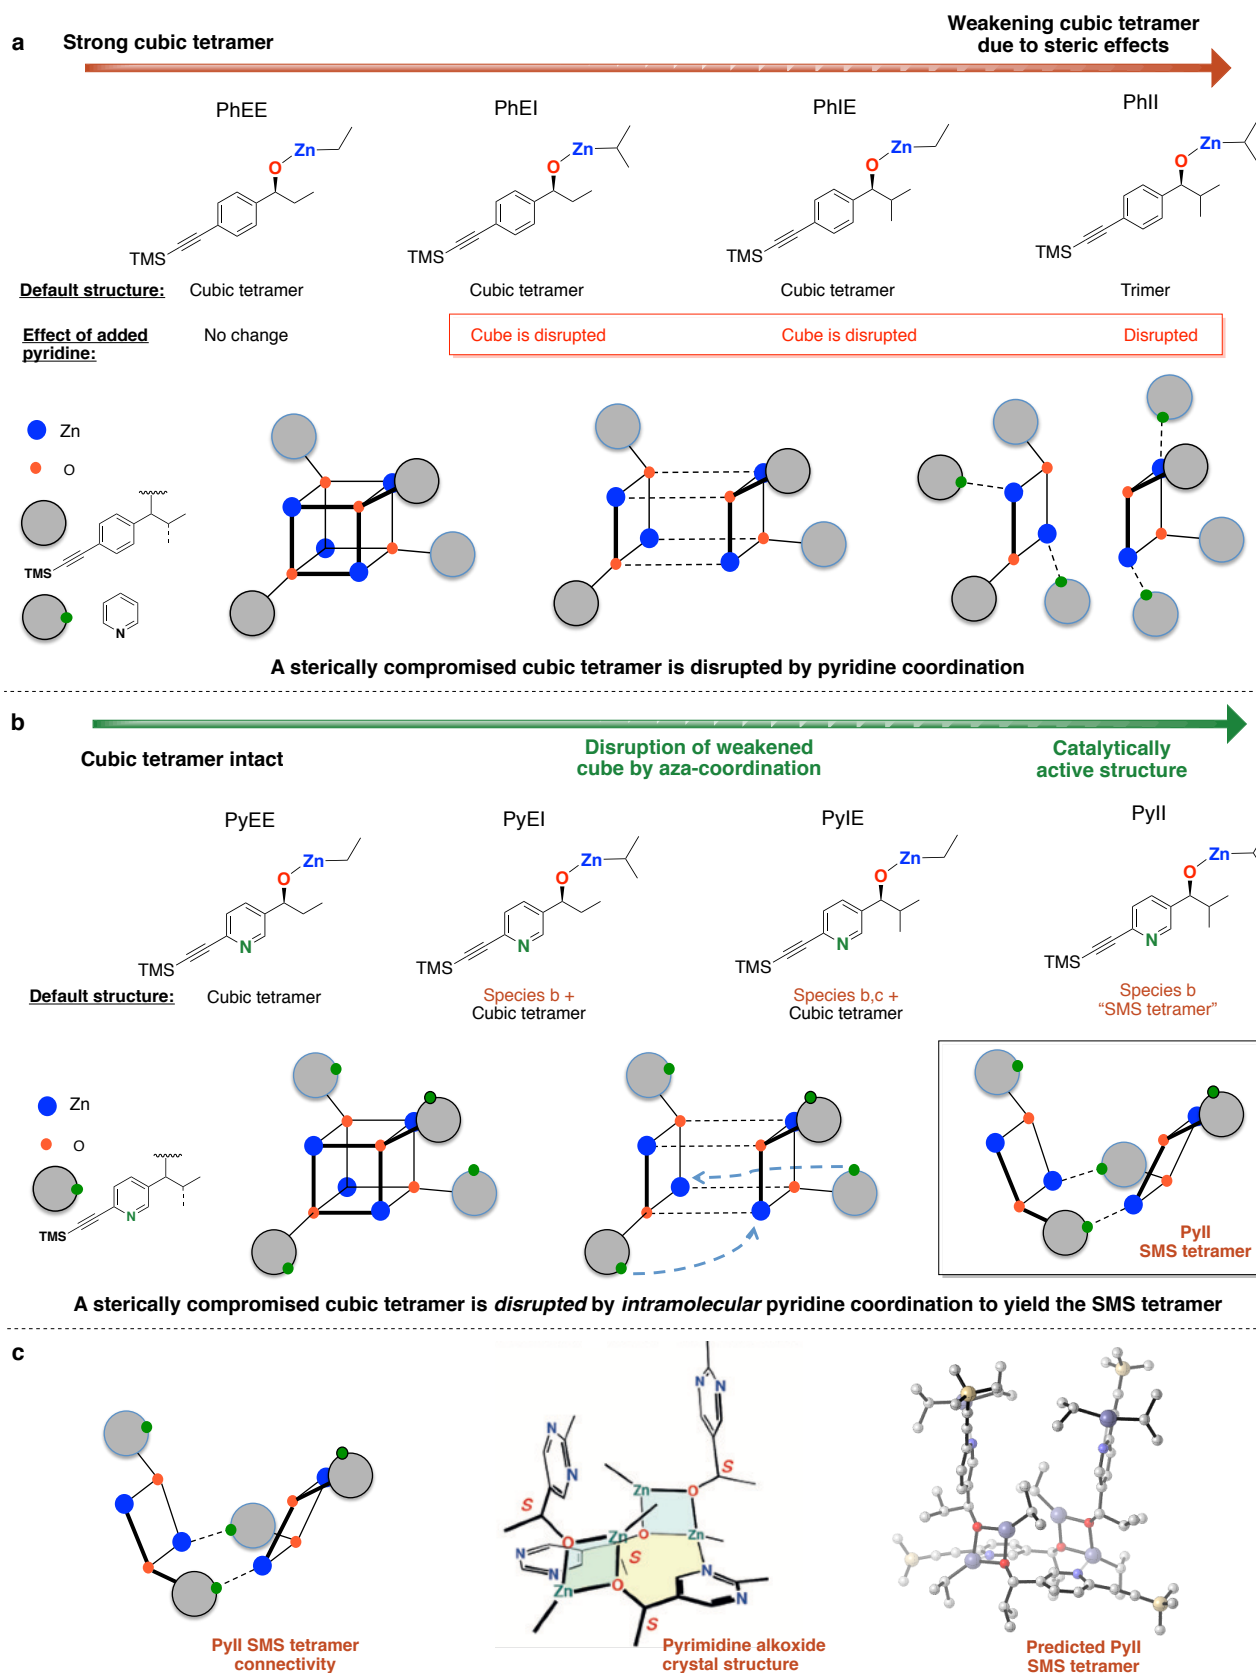 a
Strong cubic tetramer
Weakening cubic tetramer
due to steric effects
PhEE
PhEI
PhIE
PhII
Zn
O
TMS
Zn
O
TMS
Zn
O
TMS
Zn
O
TMS
Default structure:
Cubic tetramer
Cubic tetramer
Cubic tetramer
Trimer
Effect of added
pyridine:
No change
Cube is disrupted
Cube is disrupted
Disrupted
Zn
O
TMS
N
A sterically compromised cubic tetramer is disrupted by pyridine coordination
b
Cubic tetramer intact
Disruption of weakened
cube by aza-coordination
Catalytically
active structure
PyEE
PyEI
PyIE
PyII
Zn
O
N
TMS
Zn
O
N
TMS
Zn
O
N
TMS
Zn
O
N
TMS
Default structure:
Cubic tetramer
Species b +
Cubic tetramer
Species b,c +
Cubic tetramer
Species b
“SMS tetramer”
Zn
O
N
TMS
PyII
SMS tetramer
A sterically compromised cubic tetramer is disrupted by intramolecular pyridine coordination to yield the SMS tetramer
c
N
N
N
N
S
S
Zn
O
O
Zn
O
Zn
N
N
S
Zn
O
N
N
S
PyII SMS tetramer
connectivity
Pyrimidine alkoxide
crystal structure
Predicted PyII
SMS tetramer